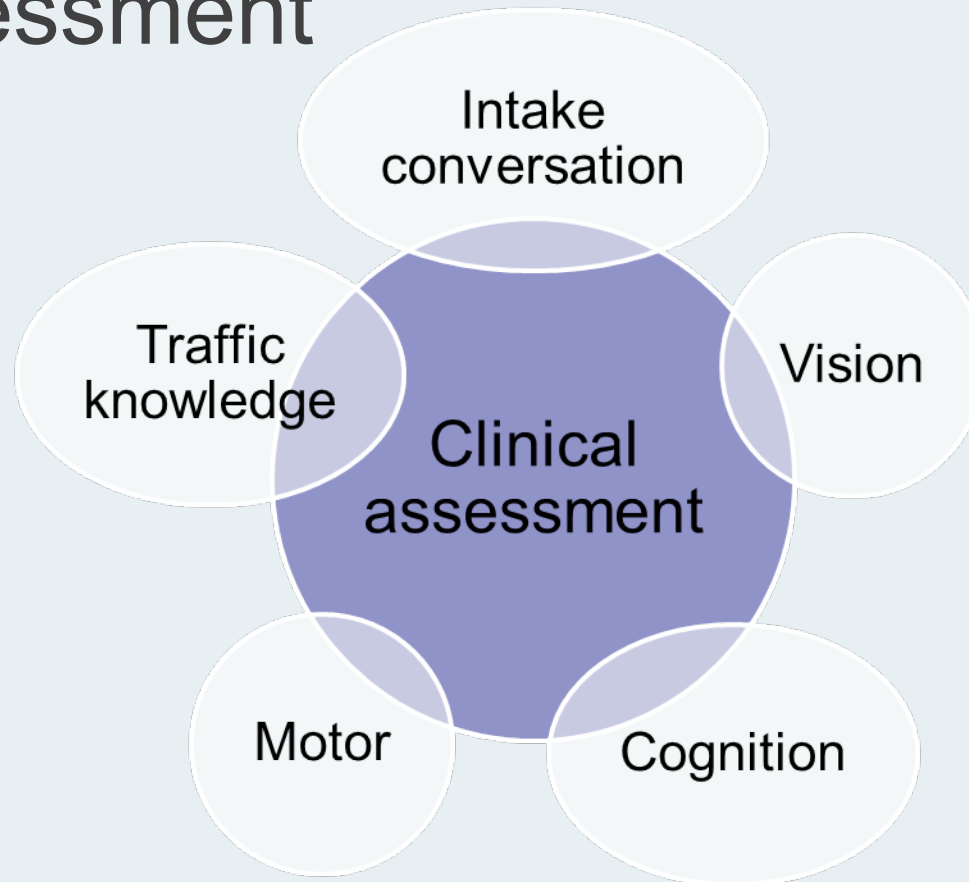 essment
Intake
conversation
Traffic
knowledge
Vision
Clinical
assessment
Motor
Cognition